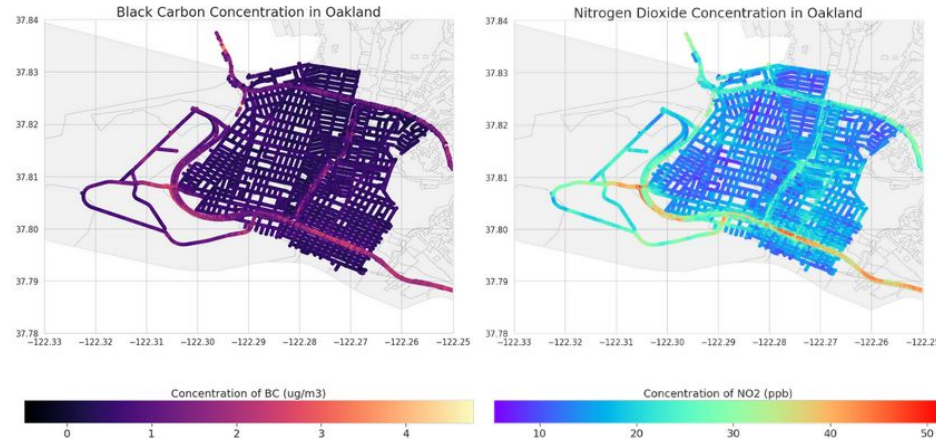 Black Carbon Concentration in Oakland
37.84
37.83
37.82
37.81
37.80
37.79
37.78
−122.33 −122.32 −122.31 −122.30 −122.29 −122.28 −122.27 −122.26 −122.25
Concentration of BC (ug/m3)
0 1 2 3 4
Nitrogen Dioxide Concentration in Oakland
37.84
37.83
37.82
37.81
37.80
37.79
37.78
−122.33 −122.32 −122.31 −122.30 −122.29 −122.28 −122.27 −122.26 −122.25
Concentration of NO2 (ppb)
10 20 30 40 50